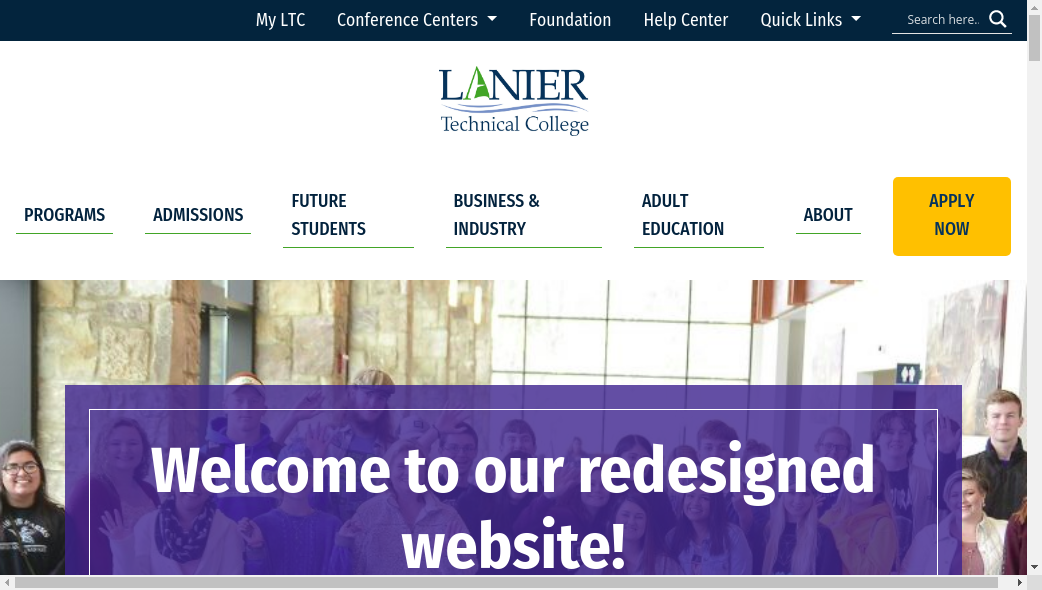 My LTC Conference Centers Foundation Help Center Quick Links Search here..
LANIER
Technical College
PROGRAMS ADMISSIONS FUTURE STUDENTS BUSINESS & INDUSTRY ADULT EDUCATION ABOUT APPLY NOW
Welcome to our redesigned
website!